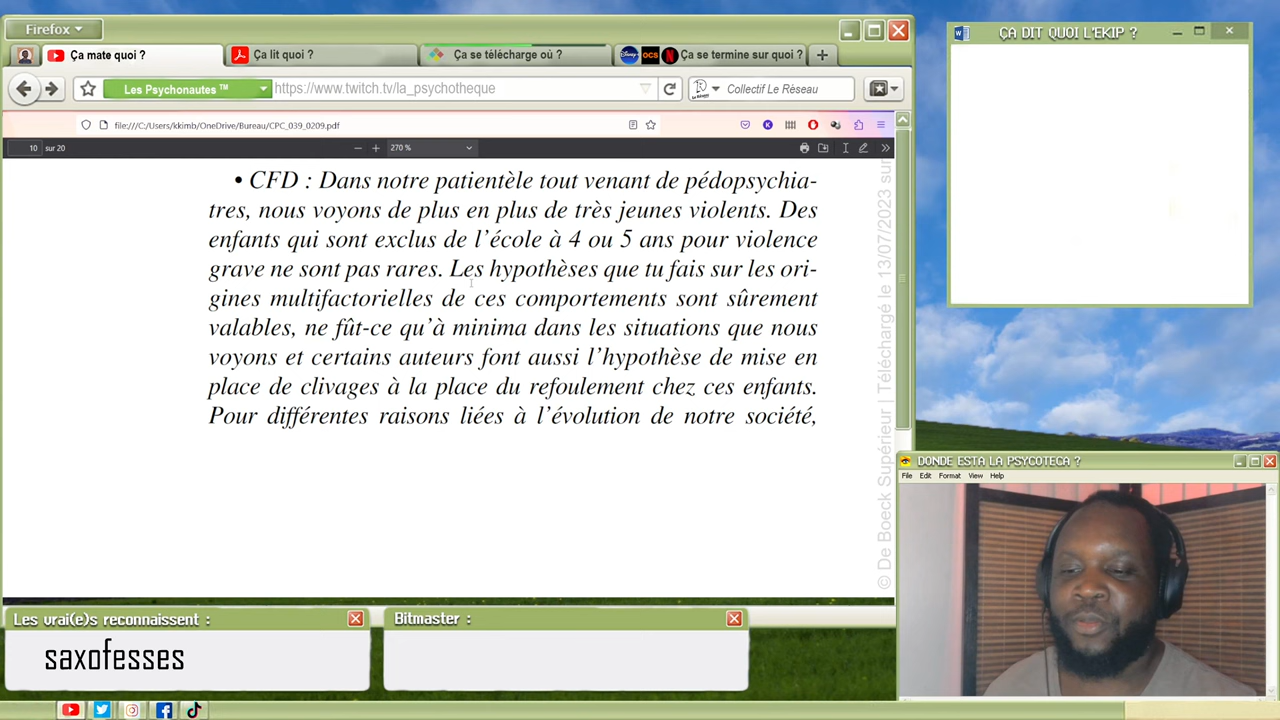 Firefox
Ça mate quoi ?
Ça lit quoi ?
Ça se télécharge où ?
Disney+
OCS
Ça se termine sur quoi ?
Les Psychonautes ™
https://www.twitch.tv/la_psychotheque
Collectif Le Réseau
file:///C:/Users/kkimb/OneDrive/Bureau/CPC_039_0209.pdf
10 sur 20
270 %
• CFD : Dans notre patientèle tout venant de pédopsychia-
tres, nous voyons de plus en plus de très jeunes violents. Des
enfants qui sont exclus de l'école à 4 ou 5 ans pour violence
grave ne sont pas rares. Les hypothèses que tu fais sur les ori-
gines multifactorielles de ces comportements sont sûrement
valables, ne fût-ce qu'à minima dans les situations que nous
voyons et certains auteurs font aussi l'hypothèse de mise en
place de clivages à la place du refoulement chez ces enfants.
Pour différentes raisons liées à l'évolution de notre société,
© De Boeck Supérieur | Téléchargé le 13/07/2023 sur
ÇA DIT QUOI L'EKIP ?
DONDE ESTA LA PSYCOTECA ?
File Edit Format View Help
Les vrai(e)s reconnaissent :
saxofesses
Bitmaster :